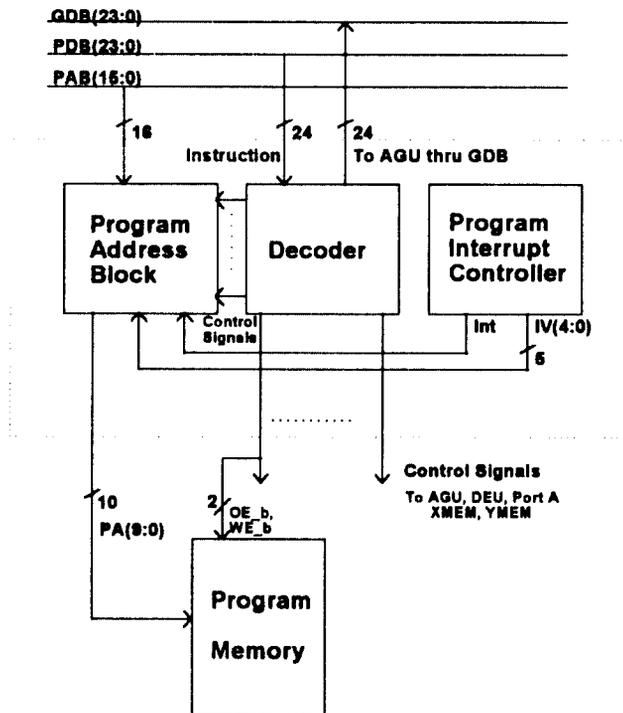 GDB(23:0)
PDB(23:0)
PAB(15:0)
16
24
24
Instruction
To AGU thru GDB
Program
Address
Block
Decoder
Program
Interrupt
Controller
Control
Signals
Int
IV(4:0)
5
Control Signals
To AGU, DEU, Port A
XMEM, YMEM
10
PA(9:0)
2
OE_b,
WE_b
Program
Memory